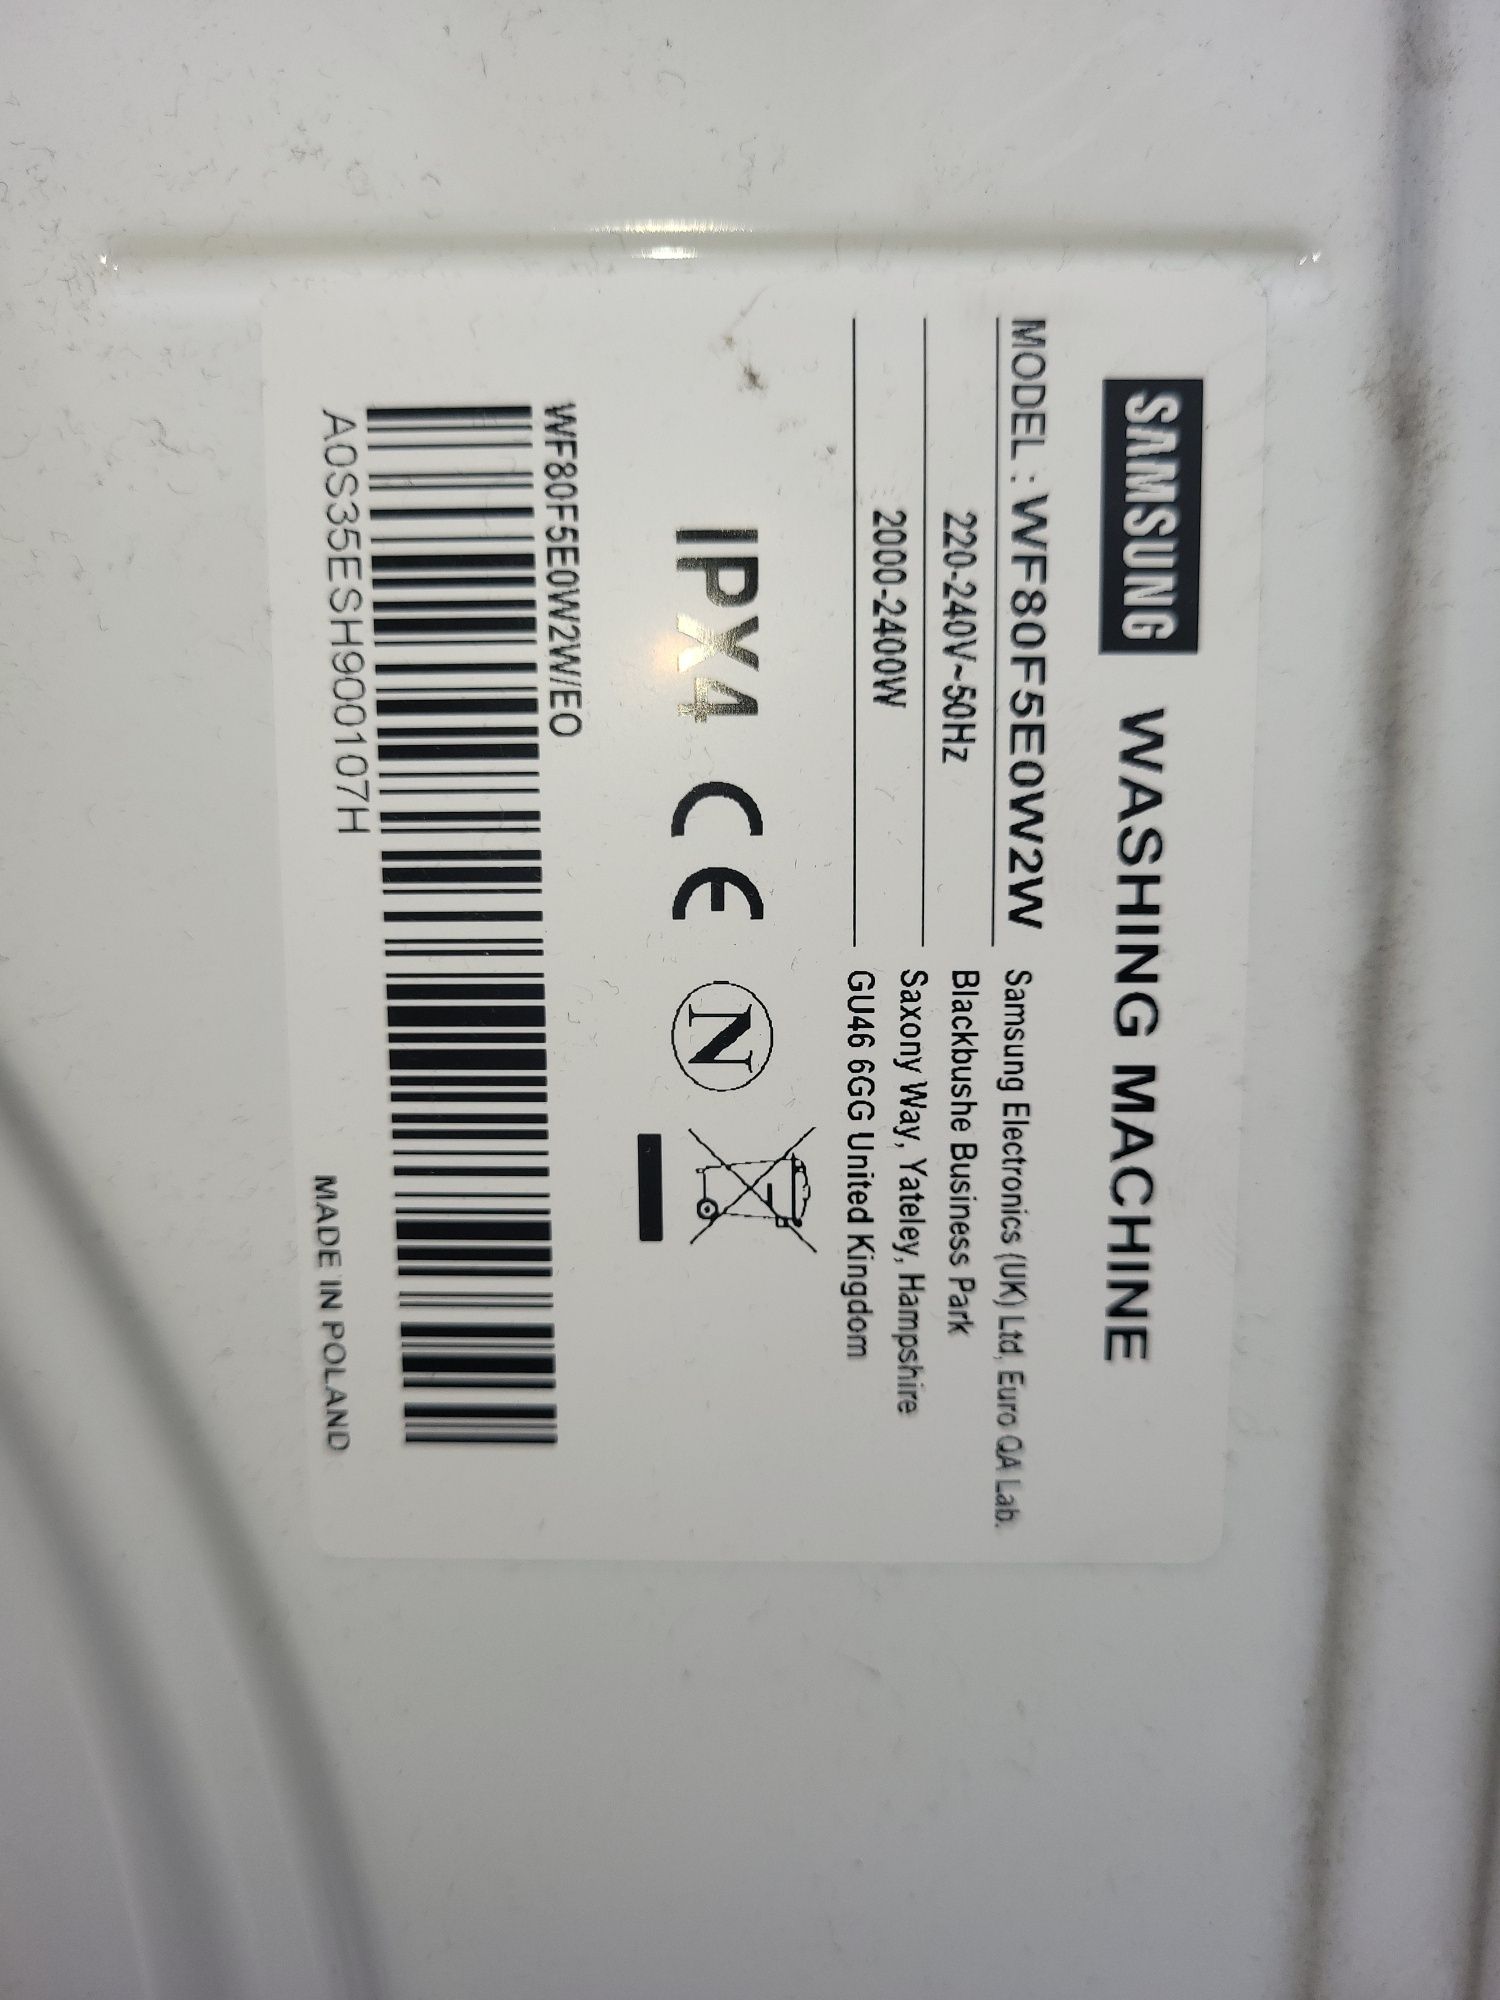 SAMSUNG WASHING MACHINE
MODEL : WF80F5E0W2W
220-240V~50Hz
2000-2400W
Samsung Electronics (UK) Ltd, Euro QA Lab.
Blackbushe Business Park
Saxony Way, Yateley, Hampshire
GU46 6GG United Kingdom
IPX4 CE N
WF80F5E0W2W/EO
A0S35ESH900107H
MADE IN POLAND